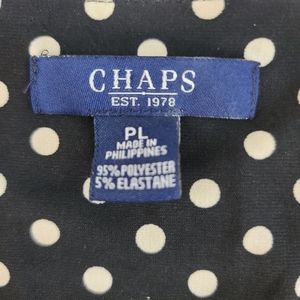 CHAPS
EST. 1978
PL
MADE IN
PHILIPPINES
95% POLYESTER
5% ELASTANE